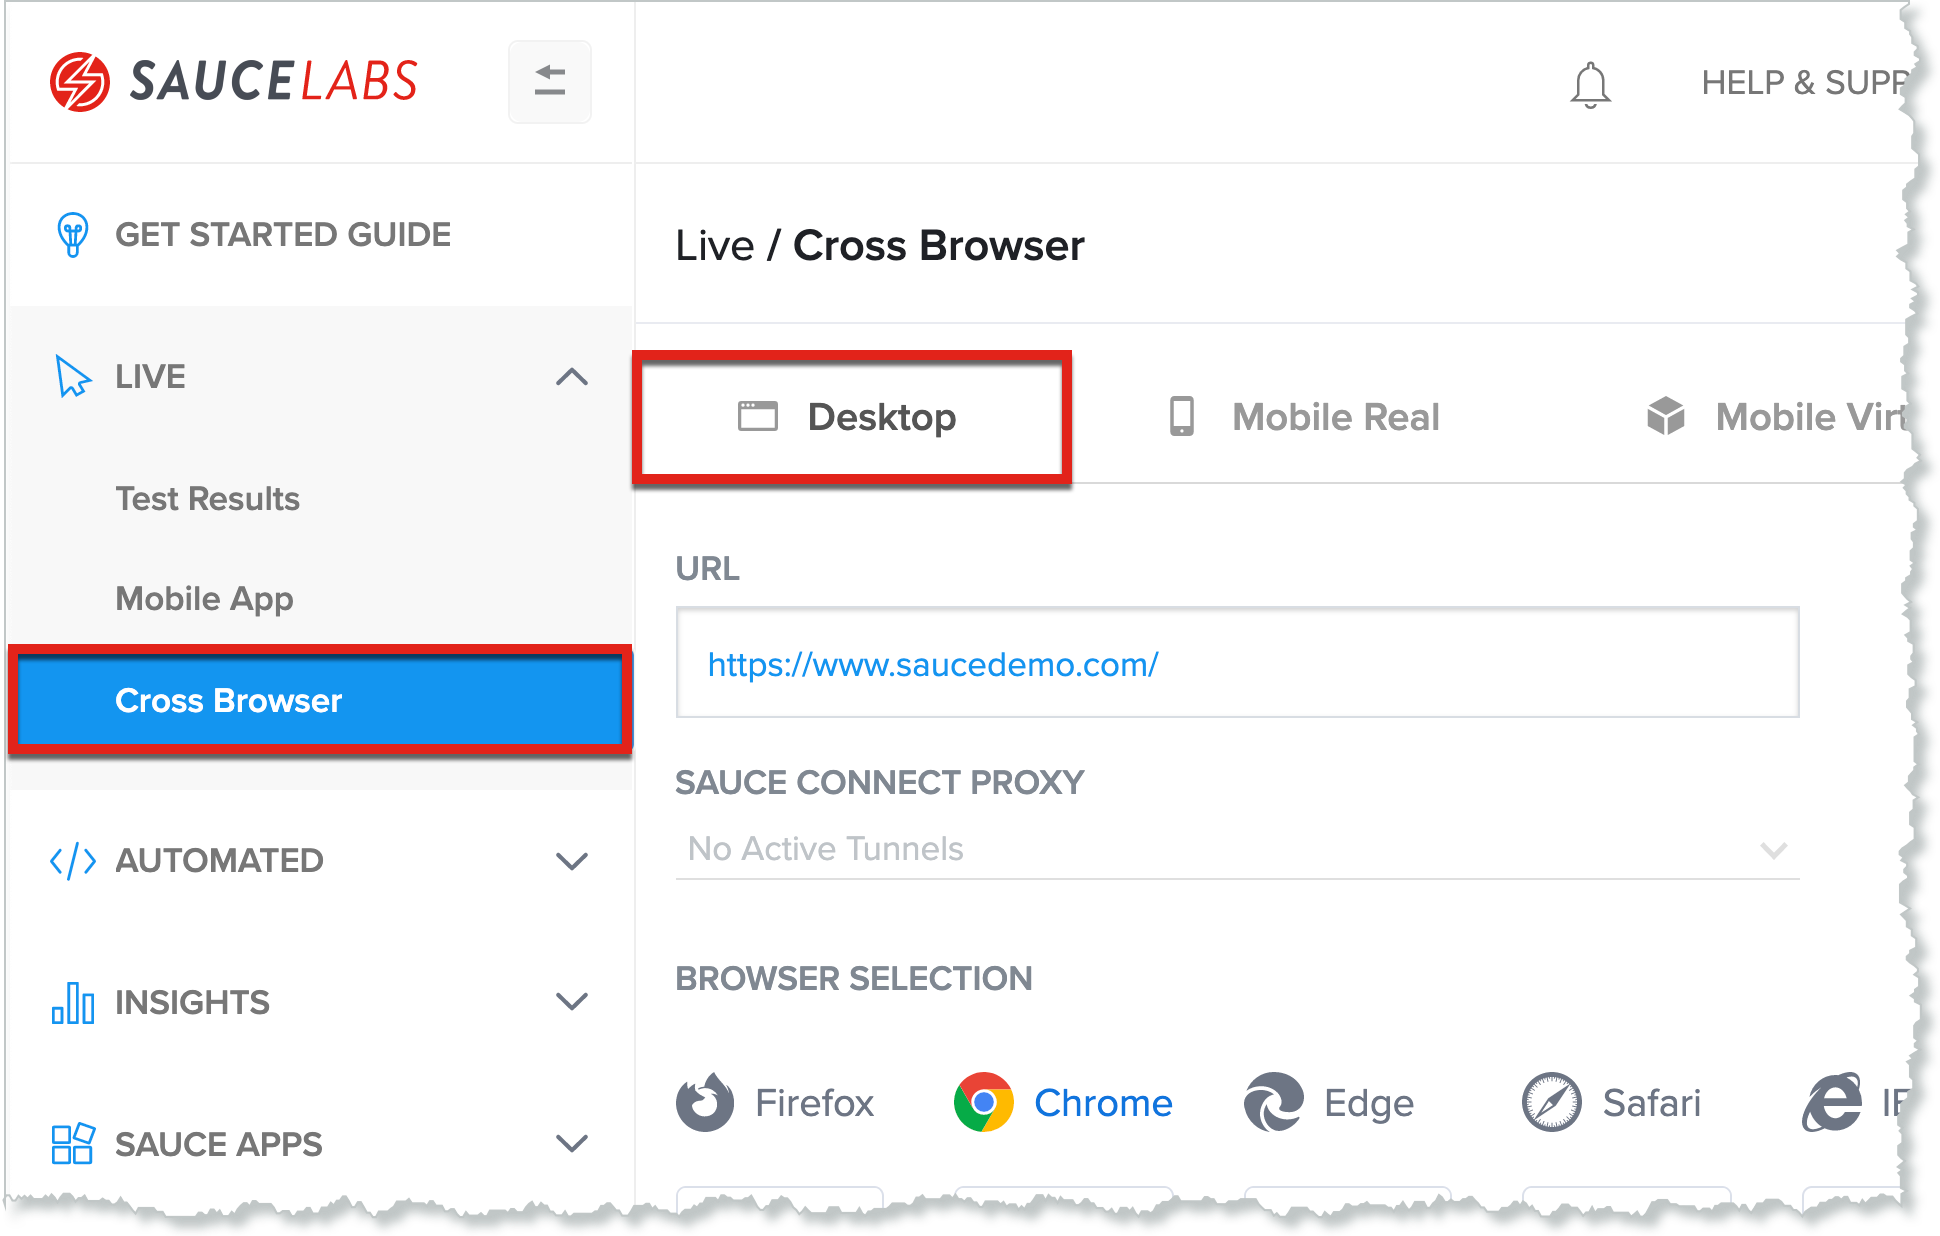 SAUCELABS
HELP & SUPP
GET STARTED GUIDE
Live / Cross Browser
LIVE
Desktop
Mobile Real
Mobile Virt
Test Results
Mobile App
Cross Browser
URL
https://www.saucedemo.com/
SAUCE CONNECT PROXY
No Active Tunnels
AUTOMATED
BROWSER SELECTION
INSIGHTS
Firefox
Chrome
Edge
Safari
IE
SAUCE APPS